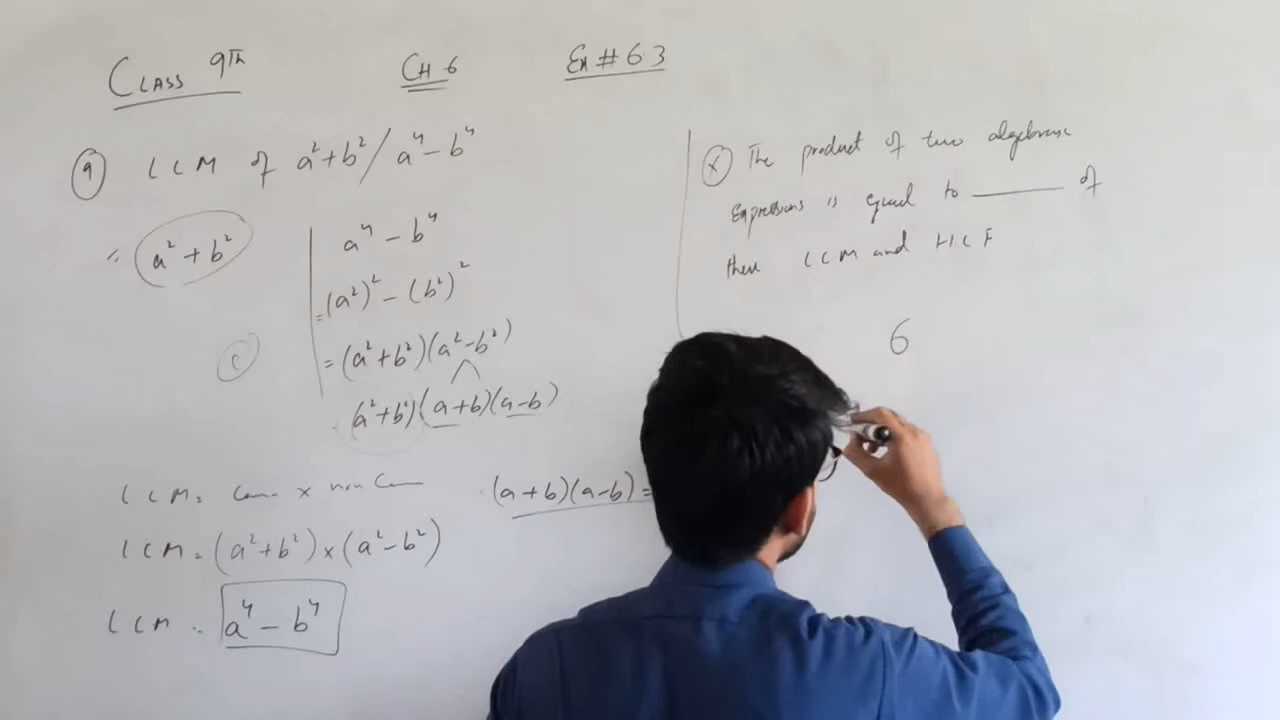 CLASS 9TH CH 6 Ex # 6.3
9 LCM of a²+b² / a⁴-b⁴
= a²+b²
a⁴-b⁴
= (a²)²-(b²)²
= (a²+b²)(a²-b²)
(a²+b²)(a+b)(a-b)
c
LCM = Com x non Com
LCM = (a²+b²)x(a²-b²)
LCM = a⁴-b⁴
(a+b)(a-b)=
x The product of two algebraic
Expressions is equal to ______ of
their LCM and HCF
6